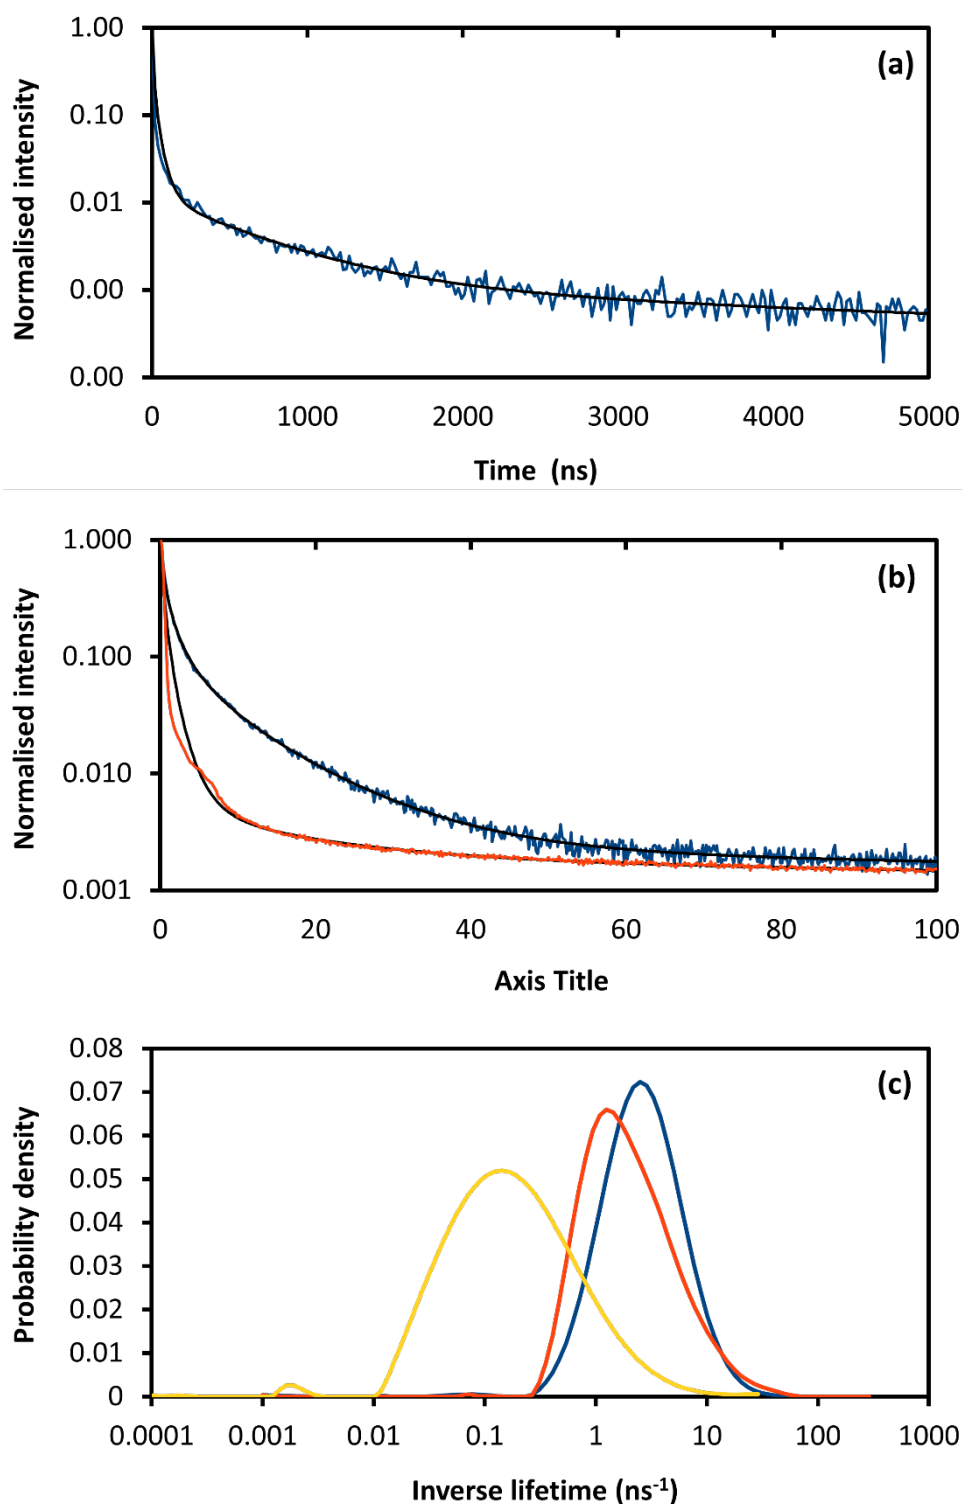 1.00
(a)
0.10
0.01
0.00
0.00
Normalised intensity
0 1000 2000 3000 4000 5000
Time (ns)
1.000
(b)
0.100
0.010
0.001
Normalised intensity
0 20 40 60 80 100
Axis Title
0.08
(c)
0.07
0.06
0.05
0.04
0.03
0.02
0.01
0
Probability density
0.0001 0.001 0.01 0.1 1 10 100 1000
Inverse lifetime (ns⁻¹)